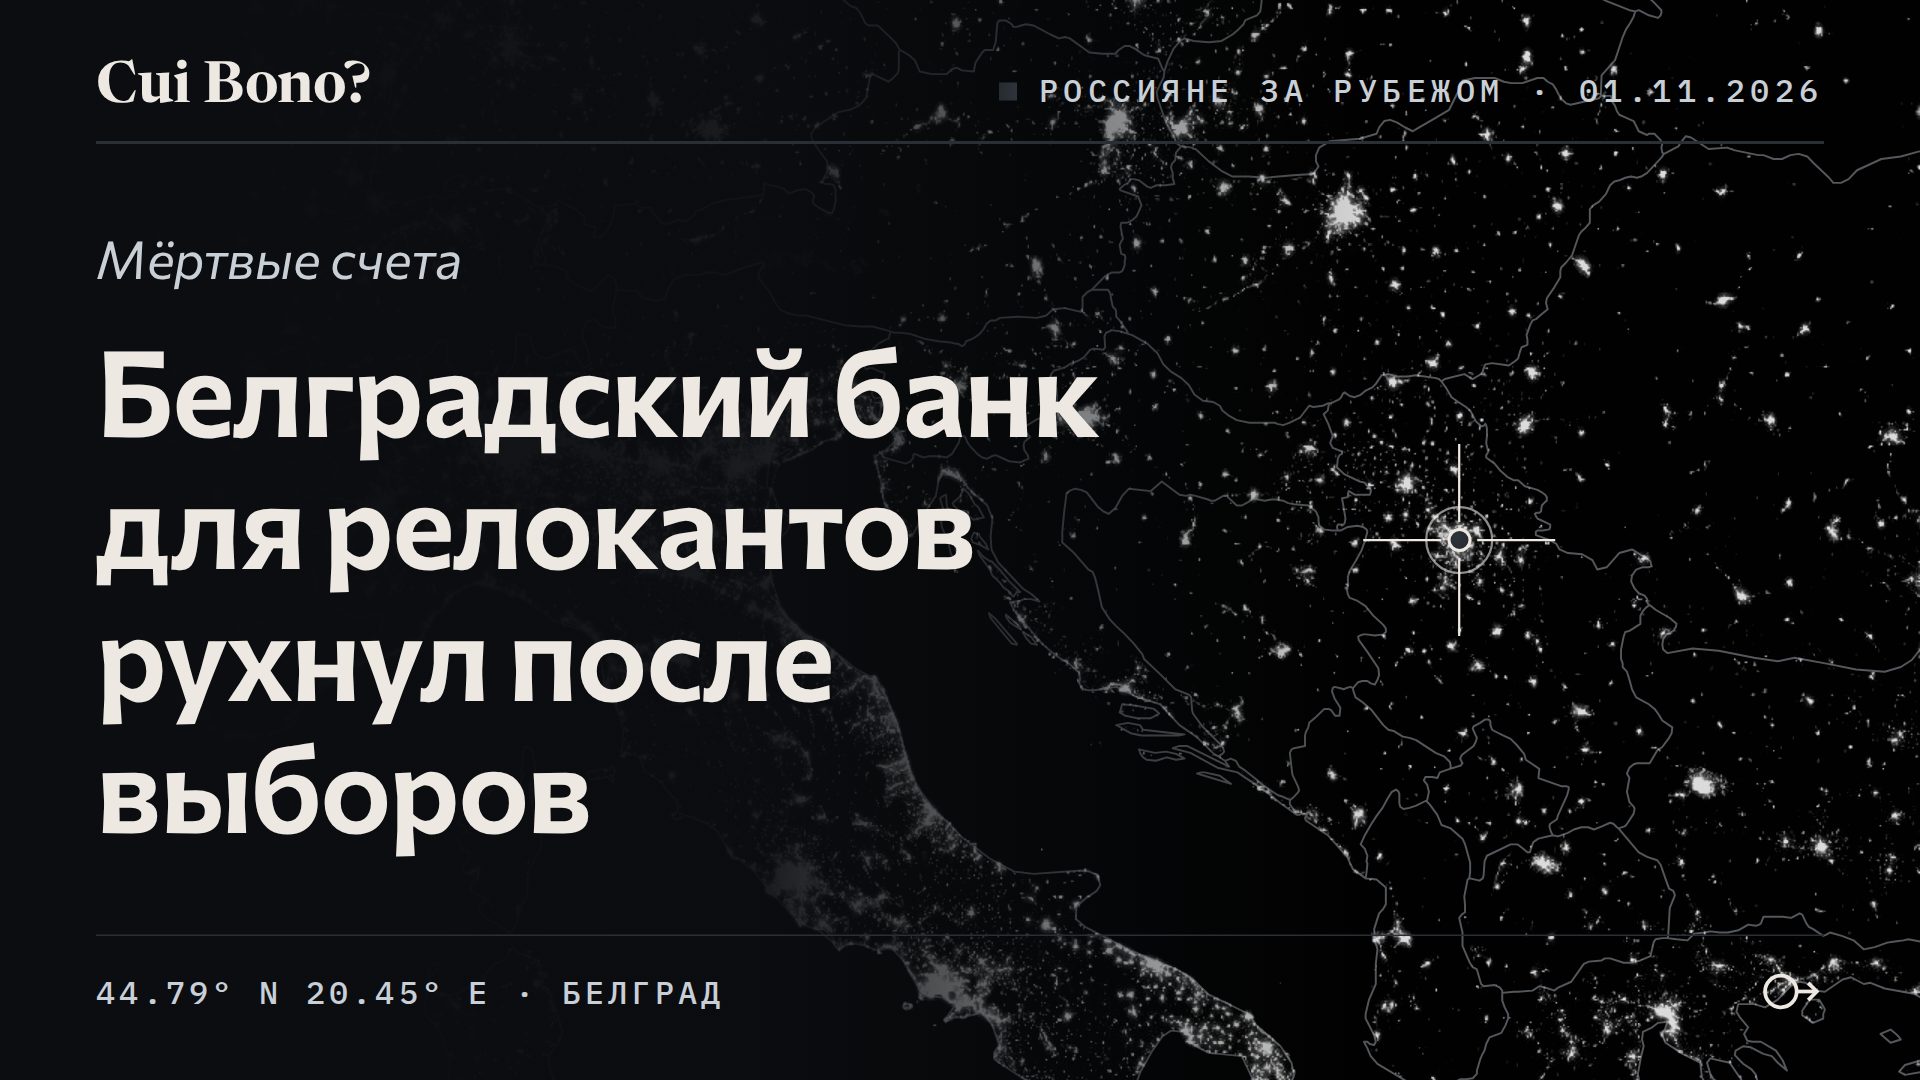 Cui Bono?
РОССИЯНЕ ЗА РУБЕЖОМ · 01.11.2026
Мёртвые счета
Белградский банк
для релокантов
рухнул после
выборов
44.79° N 20.45° E · БЕЛГРАД